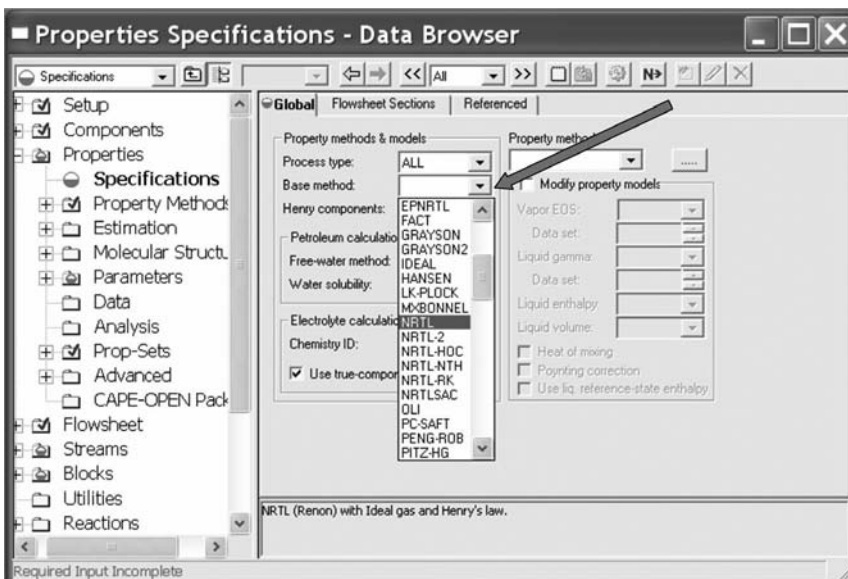 Properties Specifications - Data Browser
Specifications
<<
All
>>
N>
Setup
Components
Properties
Specifications
Property Methods
Estimation
Molecular Struct
Parameters
Data
Analysis
Prop-Sets
Advanced
CAPE-OPEN Pack
Flowsheet
Streams
Blocks
Utilities
Reactions
Global
Flowsheet Sections
Referenced
Property methods & models
Process type:
ALL
Base method:
Henry components:
Petroleum calculatio
Free-water method:
Water solubility:
Electrolyte calculatio
Chemistry ID:
Use true-compor
EPNRTL
FACT
GRAYSON
GRAYSON2
IDEAL
HANSEN
LK-PLOCK
MXBONNEL
NRTL
NRTL-2
NRTL-HOC
NRTL-NTH
NRTL-RK
NRTLSAC
OLI
PC-SAFT
PENG-ROB
PITZ-HG
Property method
.....
Modify property models
Vapor EOS:
Data set:
Liquid gamma:
Data set:
Liquid enthalpy:
Liquid volume:
Heat of mixing
Poynting correction
Use liq. reference-state enthalpy
NRTL (Renon) with Ideal gas and Henry's law.
Required Input Incomplete